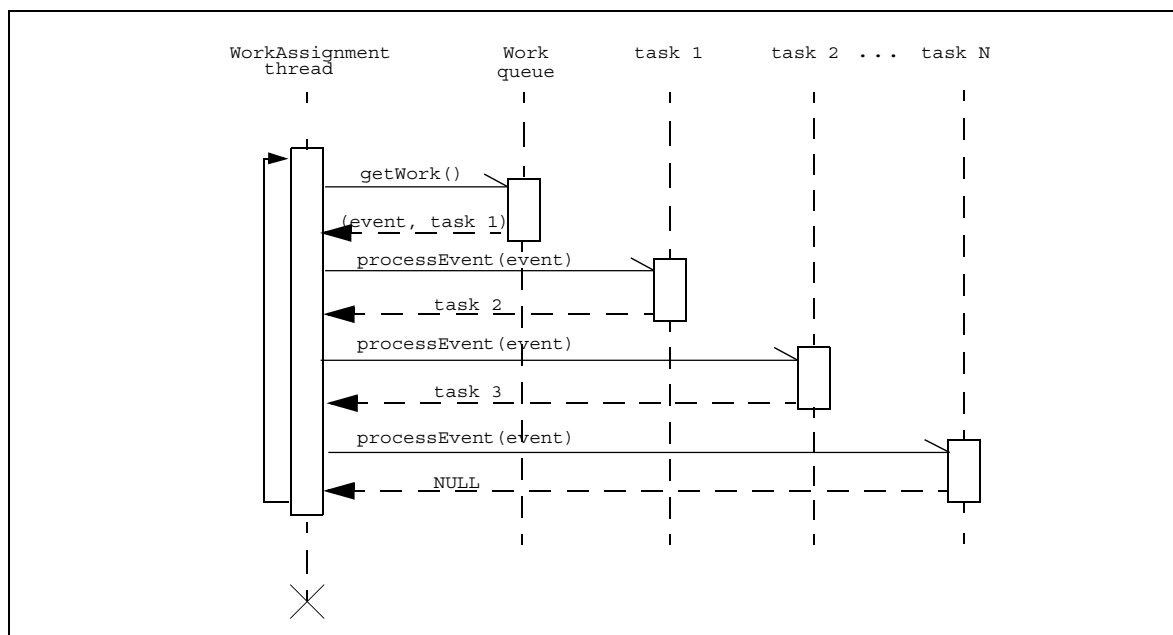 WorkAssignment
thread
Work
queue
task 1
task 2 ... task N
getWork()
(event, task 1)
processEvent(event)
task 2
processEvent(event)
task 3
processEvent(event)
NULL